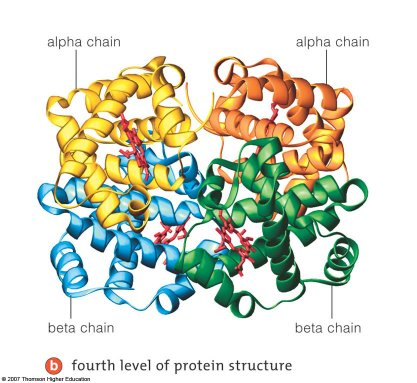 alpha chain
alpha chain
beta chain
beta chain
b fourth level of protein structure
© 2007 Thomson Higher Education